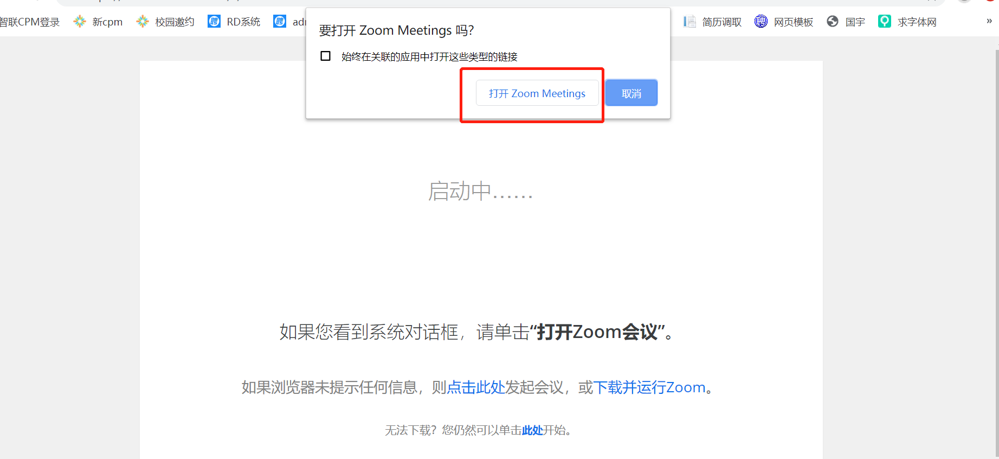 智联CPM登录 新cpm 校园邀约 RD系统 简历调取 网页模板 国宇 求字体网 »
要打开 Zoom Meetings 吗?
始终在关联的应用中打开这些类型的链接
打开 Zoom Meetings 取消
启动中......
如果您看到系统对话框，请单击“打开Zoom会议”。
如果浏览器未提示任何信息，则点击此处发起会议，或下载并运行Zoom。
无法下载？您仍然可以单击此处开始。